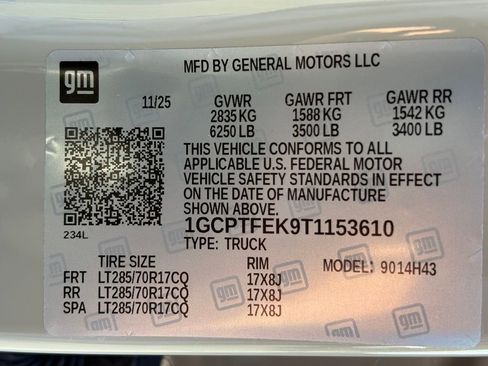 gm
MFD BY GENERAL MOTORS LLC
11/25 GVWR GAWR FRT GAWR RR
2835 KG 1588 KG 1542 KG
6250 LB 3500 LB 3400 LB
THIS VEHICLE CONFORMS TO ALL
APPLICABLE U.S. FEDERAL MOTOR
VEHICLE SAFETY STANDARDS IN EFFECT
ON THE DATE OF MANUFACTURE
SHOWN ABOVE.
234L
1GCPTFEK9T1153610
TYPE: TRUCK
TIRE SIZE RIM MODEL: 9014H43
FRT LT285/70R17CQ 17X8J
RR LT285/70R17CQ 17X8J
SPA LT285/70R17CQ 17X8J